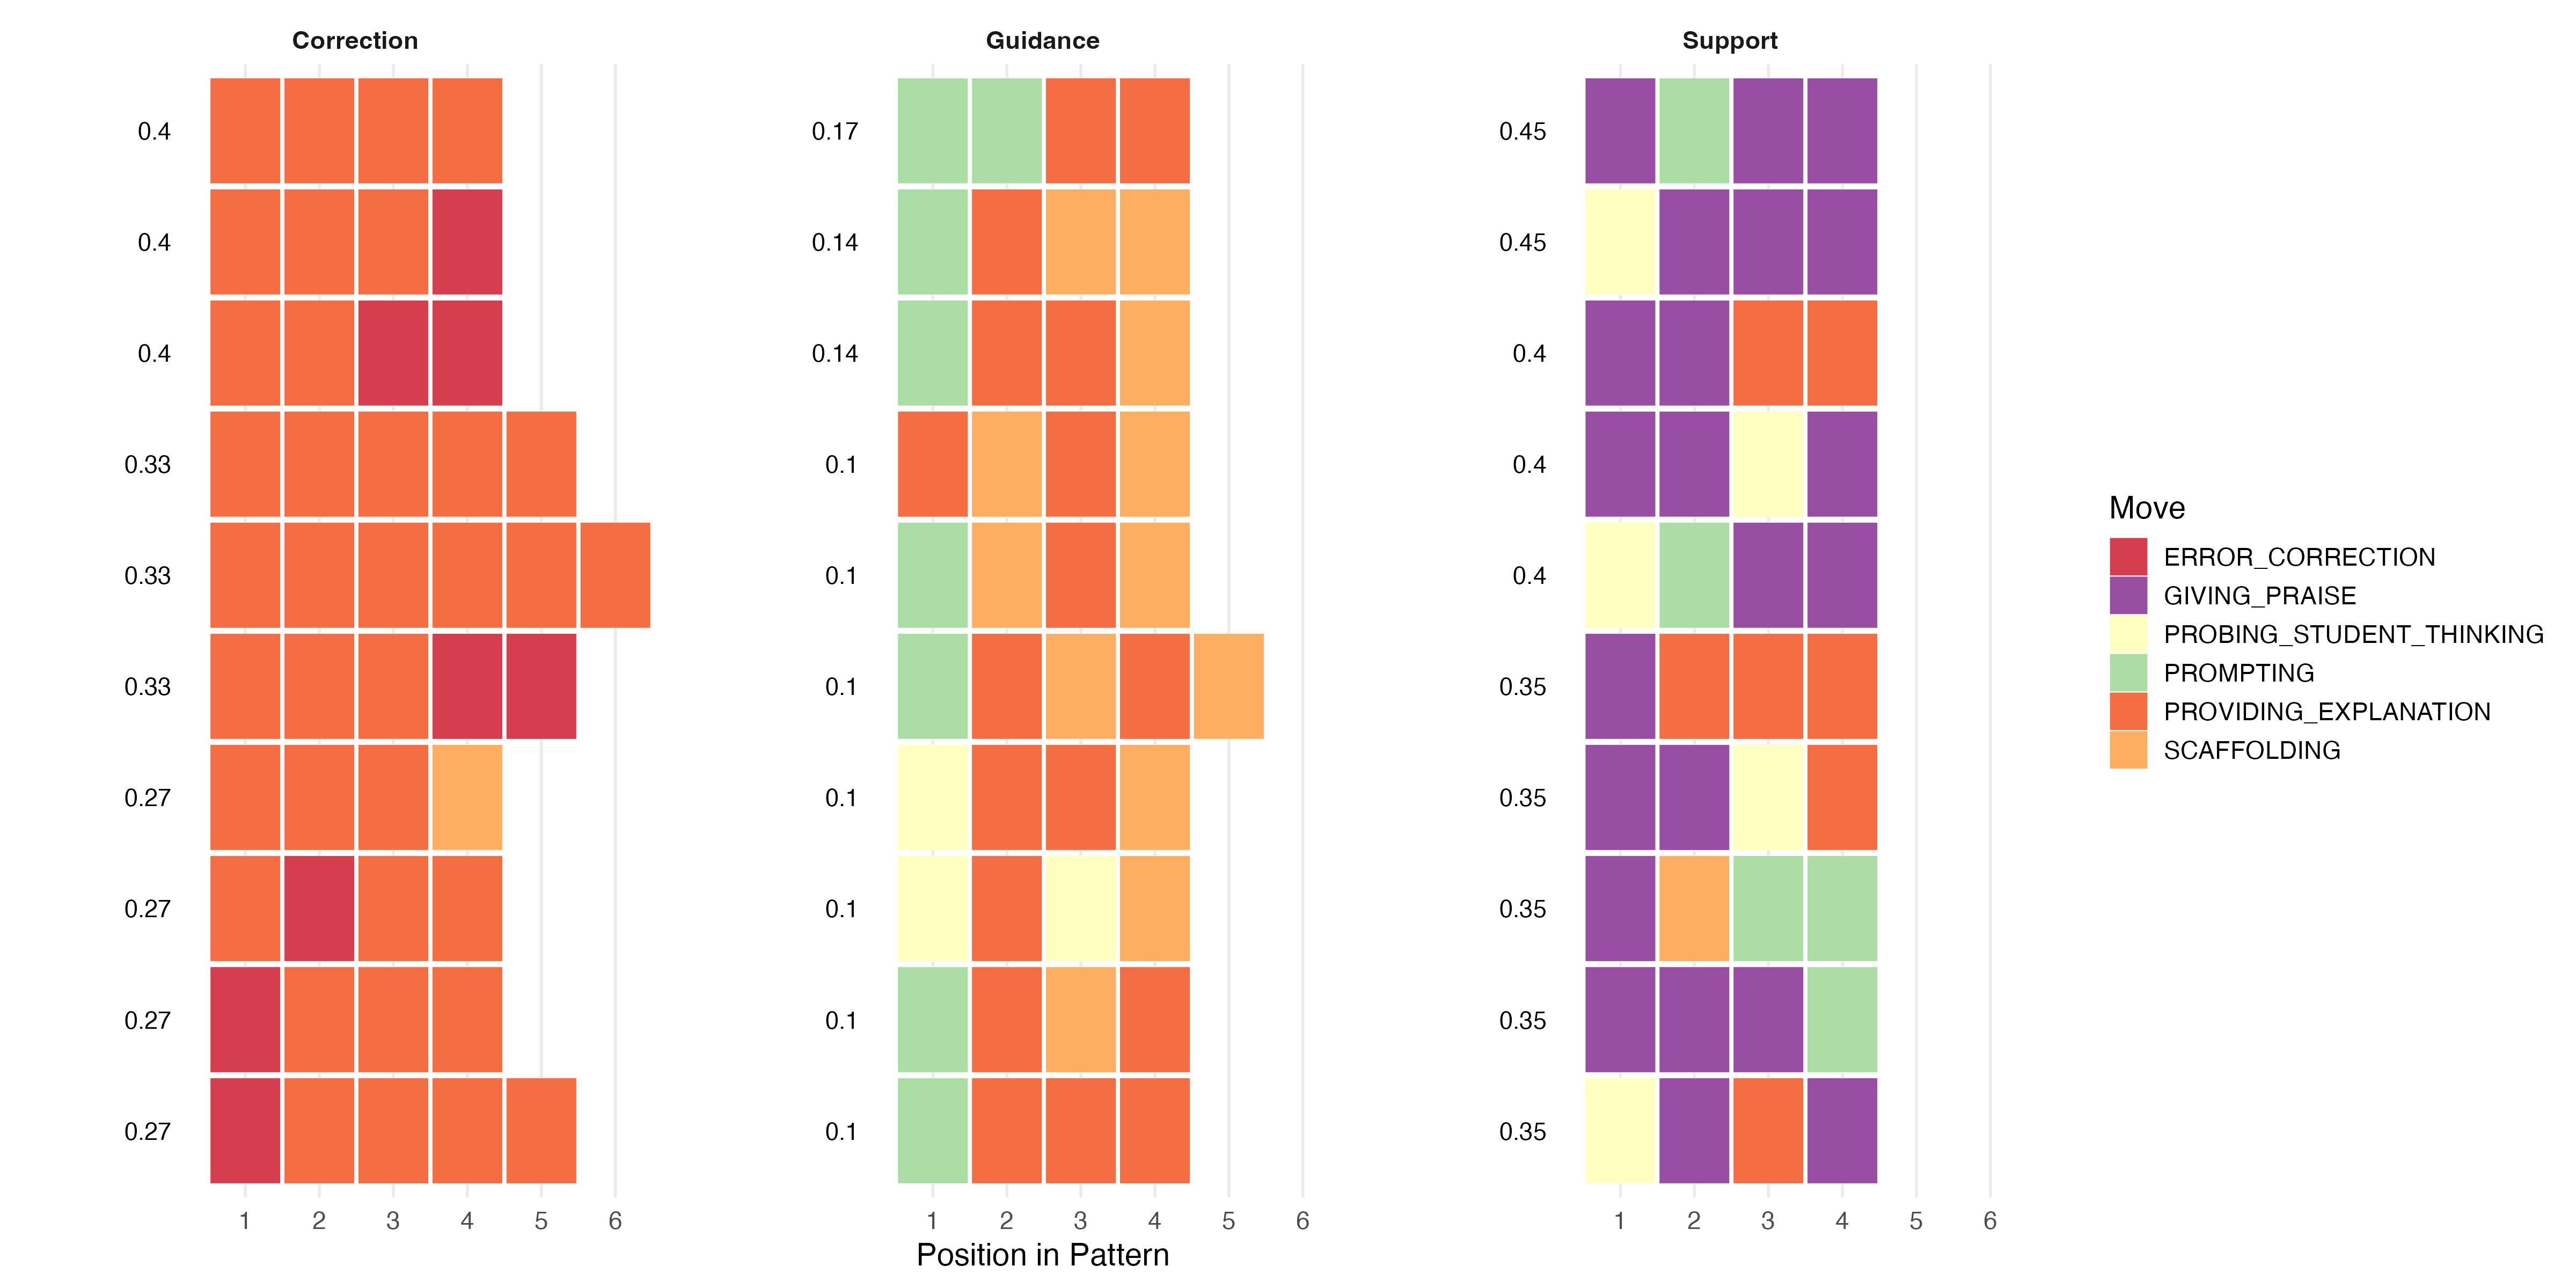 Correction
Guidance
Support
0.4
0.4
0.4
0.33
0.33
0.33
0.27
0.27
0.27
0.27
1 2 3 4 5 6
0.17
0.14
0.14
0.1
0.1
0.1
0.1
0.1
0.1
0.1
1 2 3 4 5 6
0.45
0.45
0.4
0.4
0.4
0.35
0.35
0.35
0.35
0.35
1 2 3 4 5 6
Position in Pattern
Move
ERROR_CORRECTION
GIVING_PRAISE
PROBING_STUDENT_THINKING
PROMPTING
PROVIDING_EXPLANATION
SCAFFOLDING